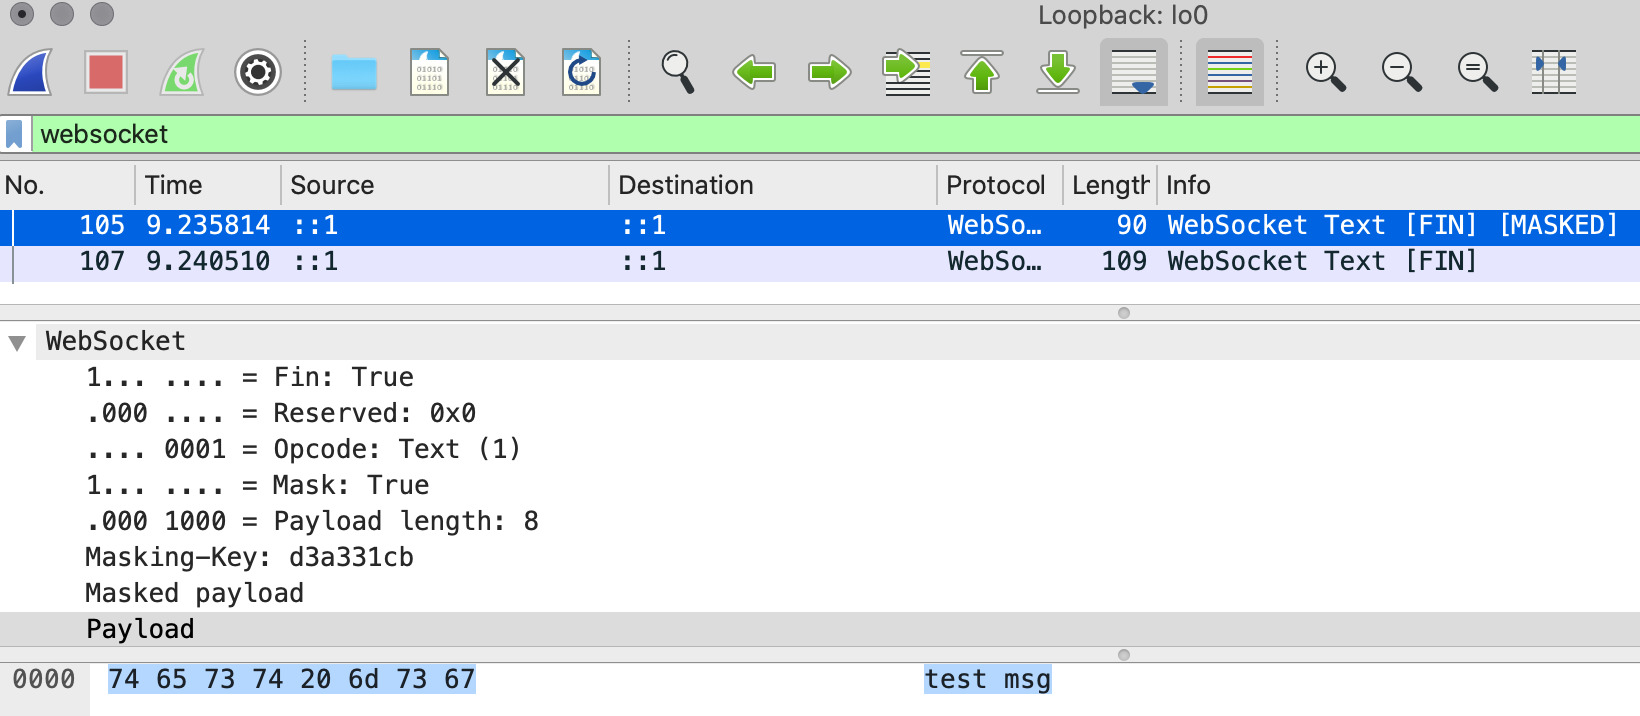 Loopback: lo0
websocket
No. Time Source Destination Protocol Length Info
105 9.235814 ::1 ::1 WebSo… 90 WebSocket Text [FIN] [MASKED]
107 9.240510 ::1 ::1 WebSo… 109 WebSocket Text [FIN]
WebSocket
1... .... = Fin: True
.000 .... = Reserved: 0x0
.... 0001 = Opcode: Text (1)
1... .... = Mask: True
.000 1000 = Payload length: 8
Masking-Key: d3a331cb
Masked payload
Payload
0000 74 65 73 74 20 6d 73 67 test msg